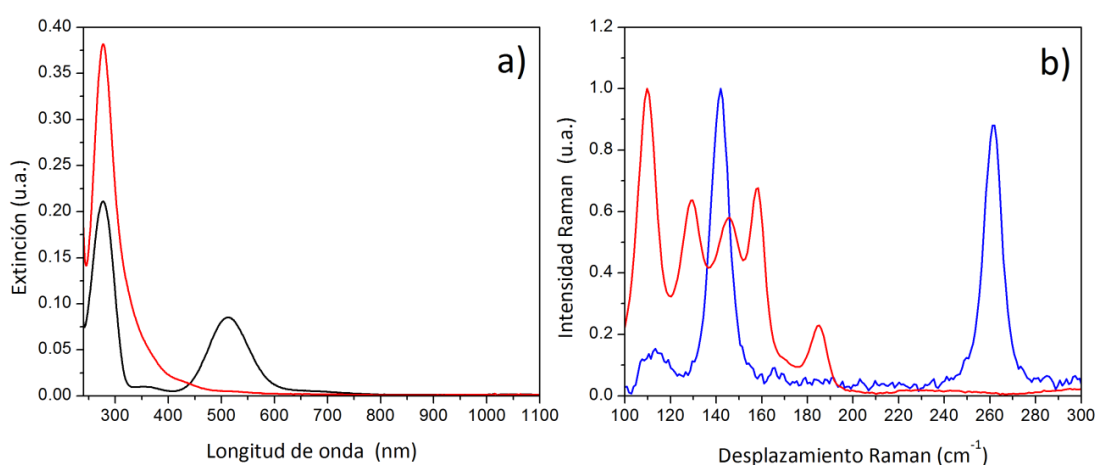 a)
Extinción (u.a.)
0.40
0.35
0.30
0.25
0.20
0.15
0.10
0.05
0.00
300 400 500 600 700 800 900 1000 1100
Longitud de onda (nm)
b)
Intensidad Raman (u.a.)
1.2
1.0
0.8
0.6
0.4
0.2
0.0
100 120 140 160 180 200 220 240 260 280 300
Desplazamiento Raman (cm⁻¹)